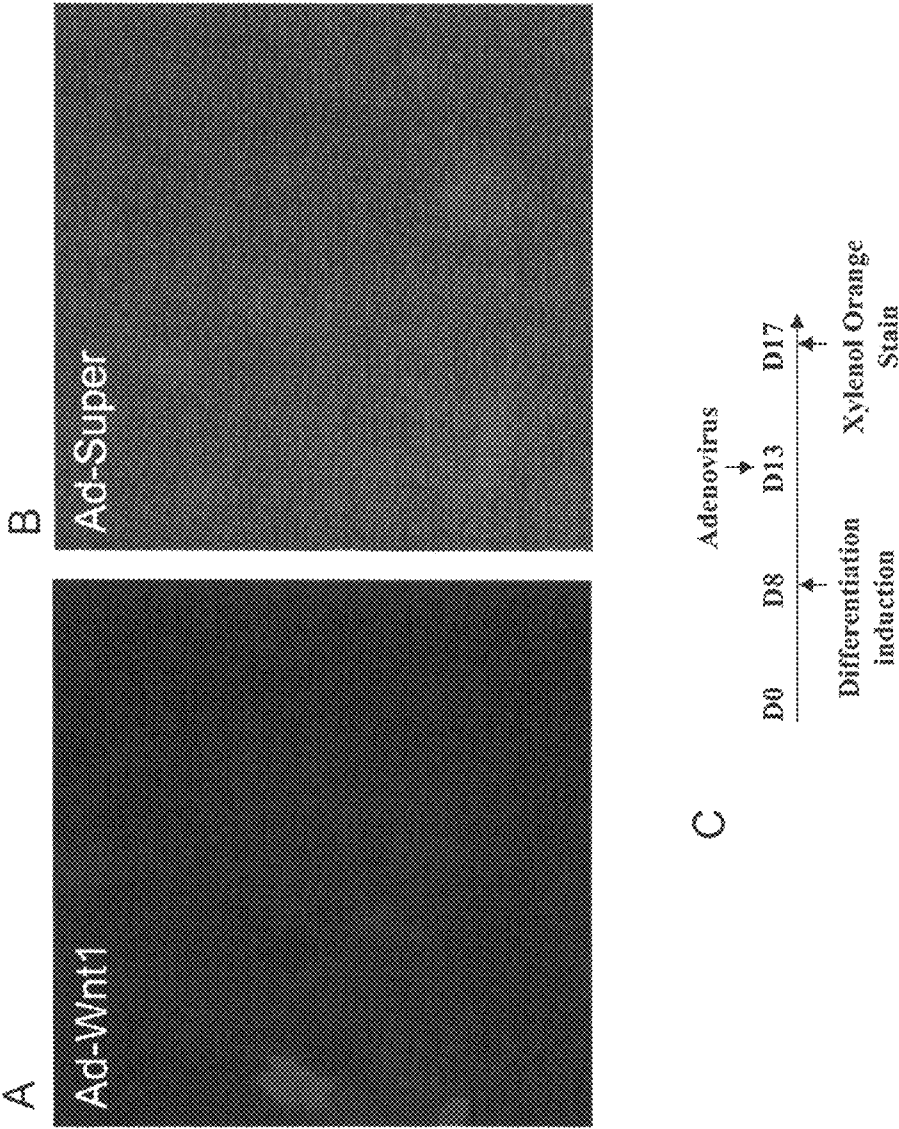 A
Ad-Wnt1
B
Ad-Super
C
Adenovirus
D0 D8 D13 D17
Differentiation
induction
Xylenol Orange
Stain